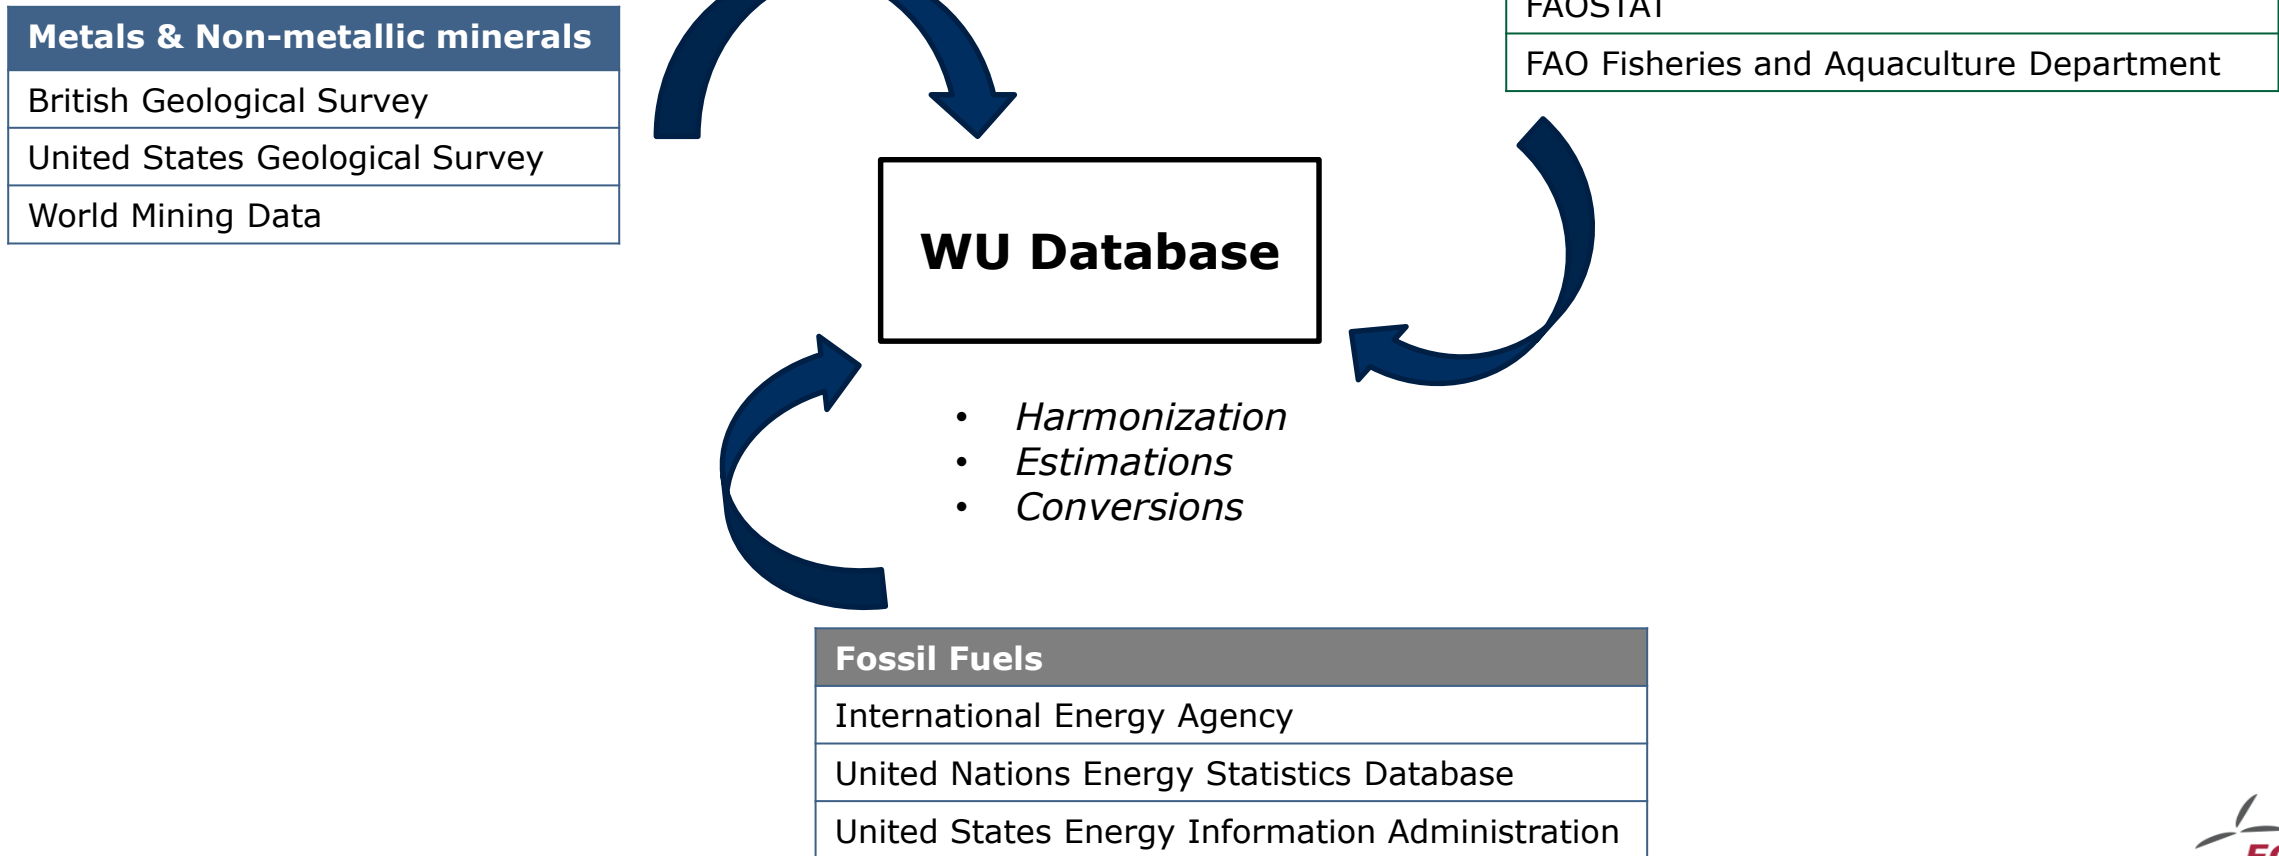 Metals & Non-metallic minerals
British Geological Survey
United States Geological Survey
World Mining Data
FAOSTAT
FAO Fisheries and Aquaculture Department
WU Database
• Harmonization
• Estimations
• Conversions
Fossil Fuels
International Energy Agency
United Nations Energy Statistics Database
United States Energy Information Administration